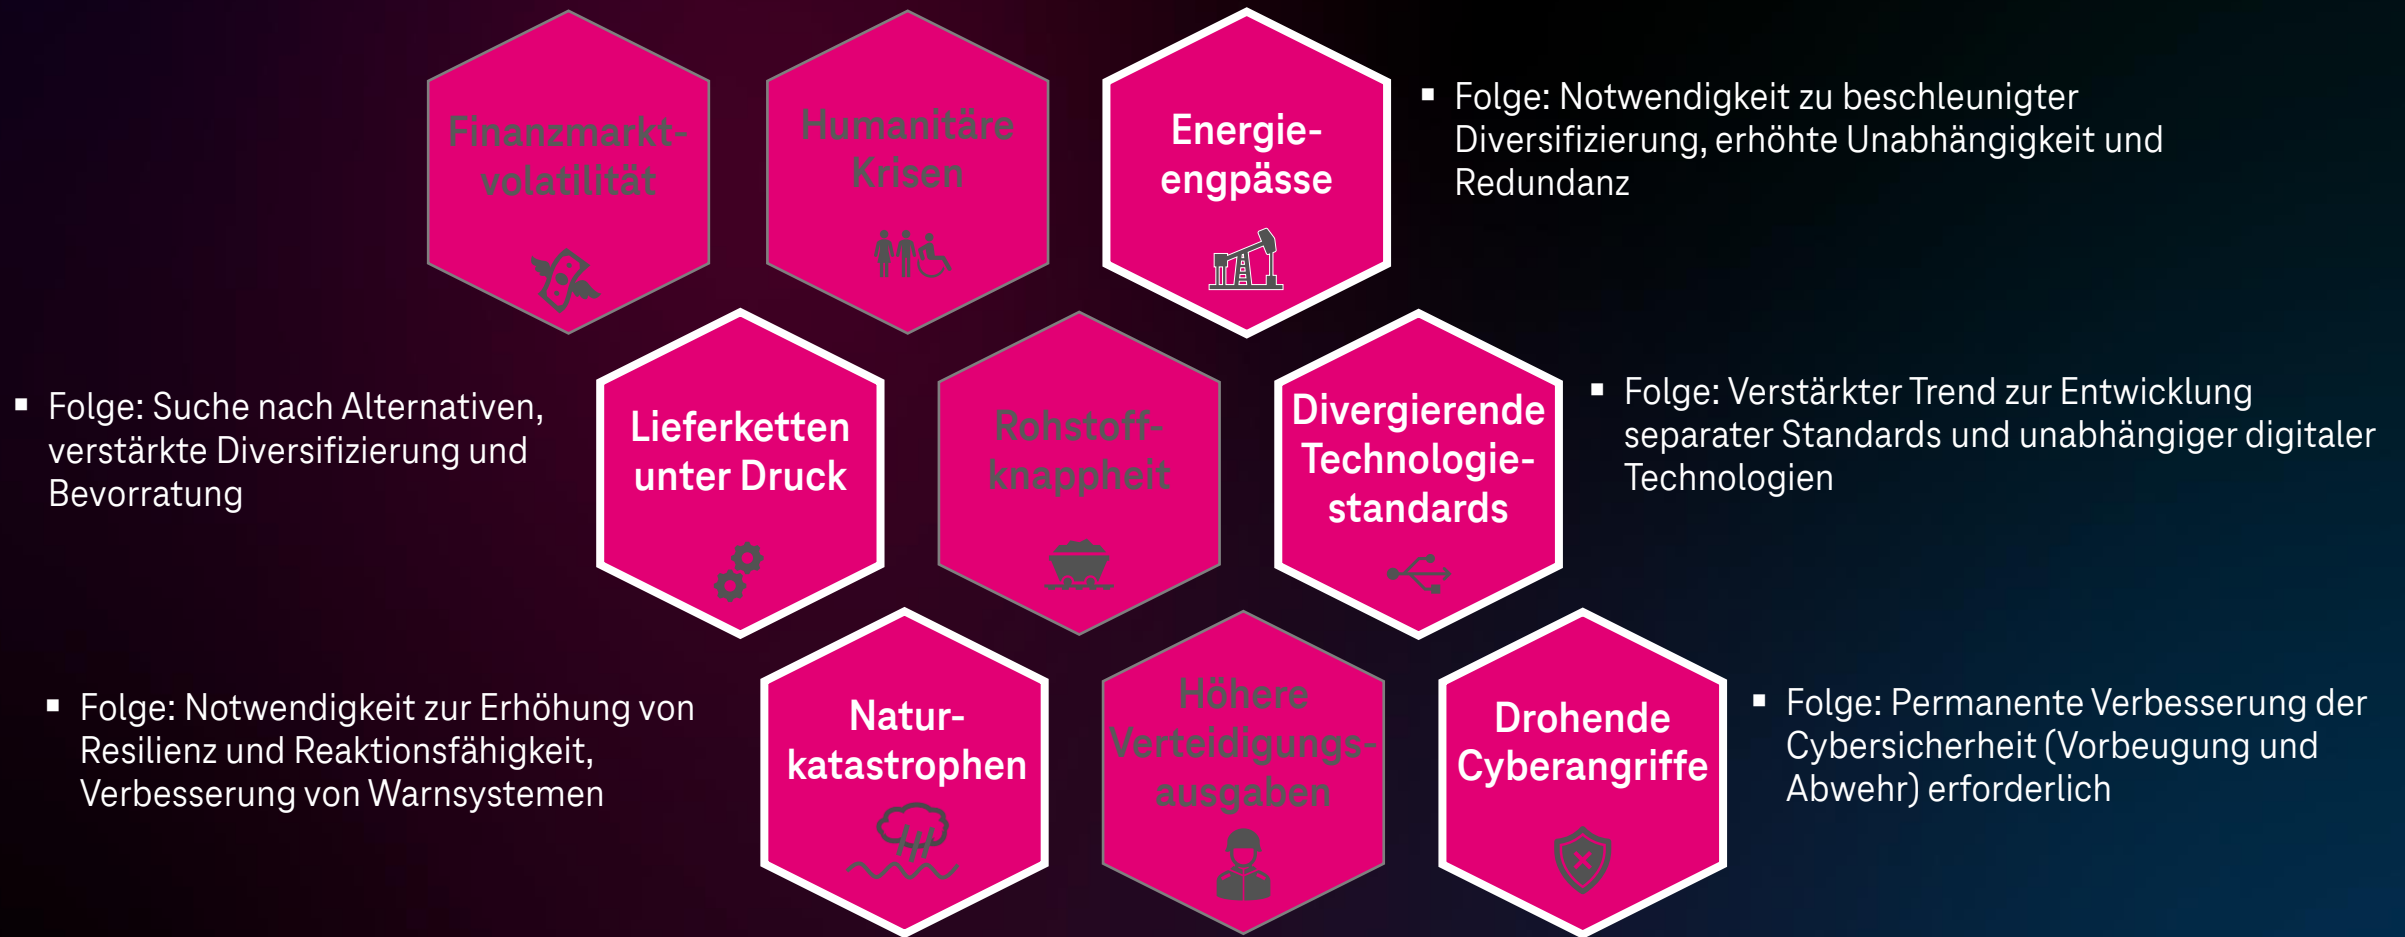 Finanzmarkt-
volatilität
Humanitäre
Krisen
Energie-
engpässe
▪ Folge: Notwendigkeit zu beschleunigter
Diversifizierung, erhöhte Unabhängigkeit und
Redundanz
▪ Folge: Suche nach Alternativen,
verstärkte Diversifizierung und
Bevorratung
Lieferketten
unter Druck
Rohstoff-
knappheit
Divergierende
Technologie-
standards
▪ Folge: Verstärkter Trend zur Entwicklung
separater Standards und unabhängiger digitaler
Technologien
▪ Folge: Notwendigkeit zur Erhöhung von
Resilienz und Reaktionsfähigkeit,
Verbesserung von Warnsystemen
Natur-
katastrophen
Höhere
Verteidigungs-
ausgaben
Drohende
Cyberangriffe
▪ Folge: Permanente Verbesserung der
Cybersicherheit (Vorbeugung und
Abwehr) erforderlich